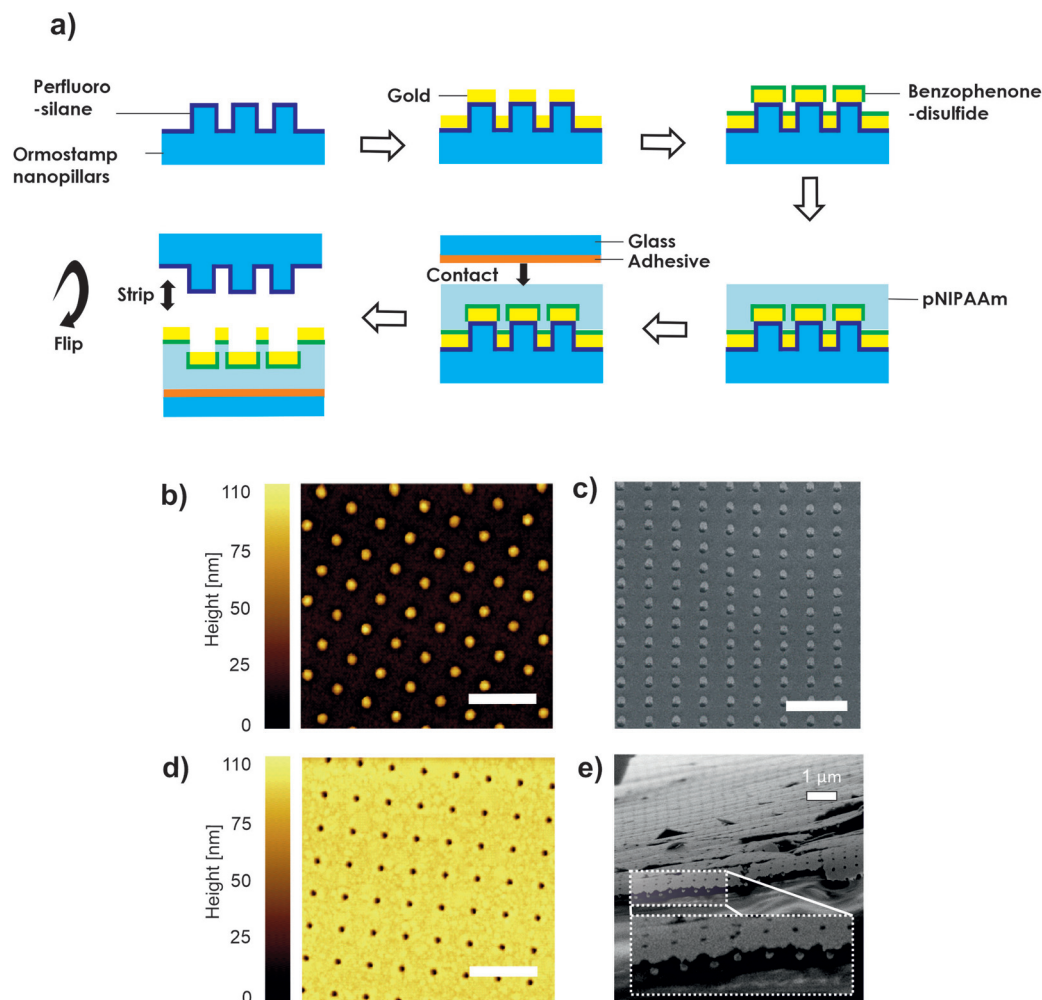 a)
Perfluoro
-silane
Ormostamp
nanopillars
Gold
Benzophenone
-disulfide
Glass
Adhesive
Contact
Strip
Flip
pNIPAAm
b)
110
75
50
25
0
Height [nm]
c)
d)
110
75
50
25
0
Height [nm]
e)
1 µm